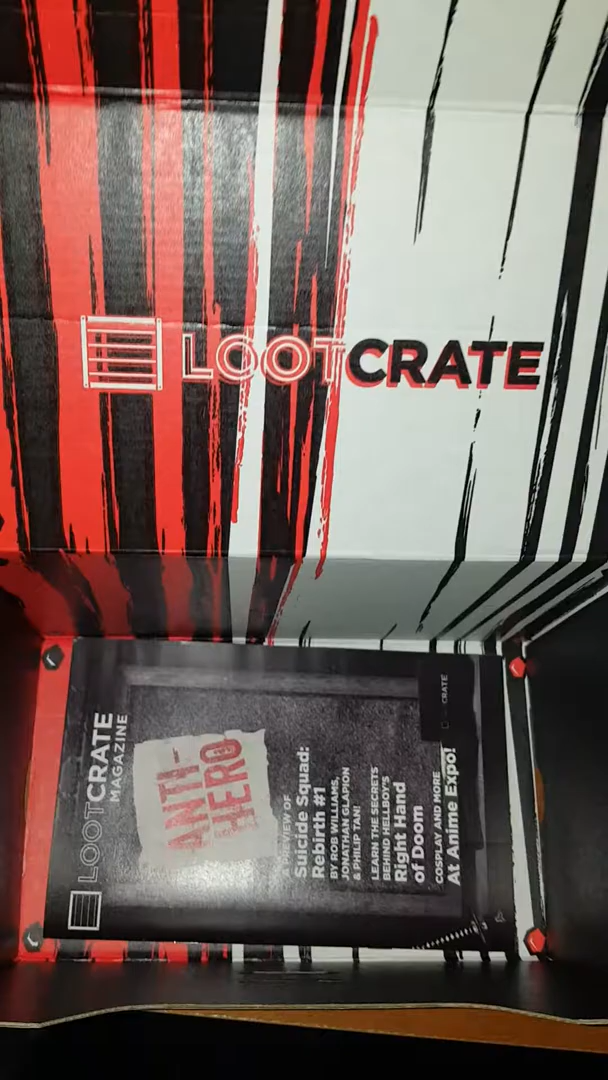 LOOTCRATE
LOOTCRATE
MAGAZINE
ANTI-
HERO
A PREVIEW OF
Suicide Squad:
Rebirth #1
BY ROB WILLIAMS,
JONATHAN GLAPION
& PHILIP TAN!
LEARN THE SECRETS
BEHIND HELLBOY'S
Right Hand
of Doom
COSPLAY AND MORE
At Anime Expo!
CRATE